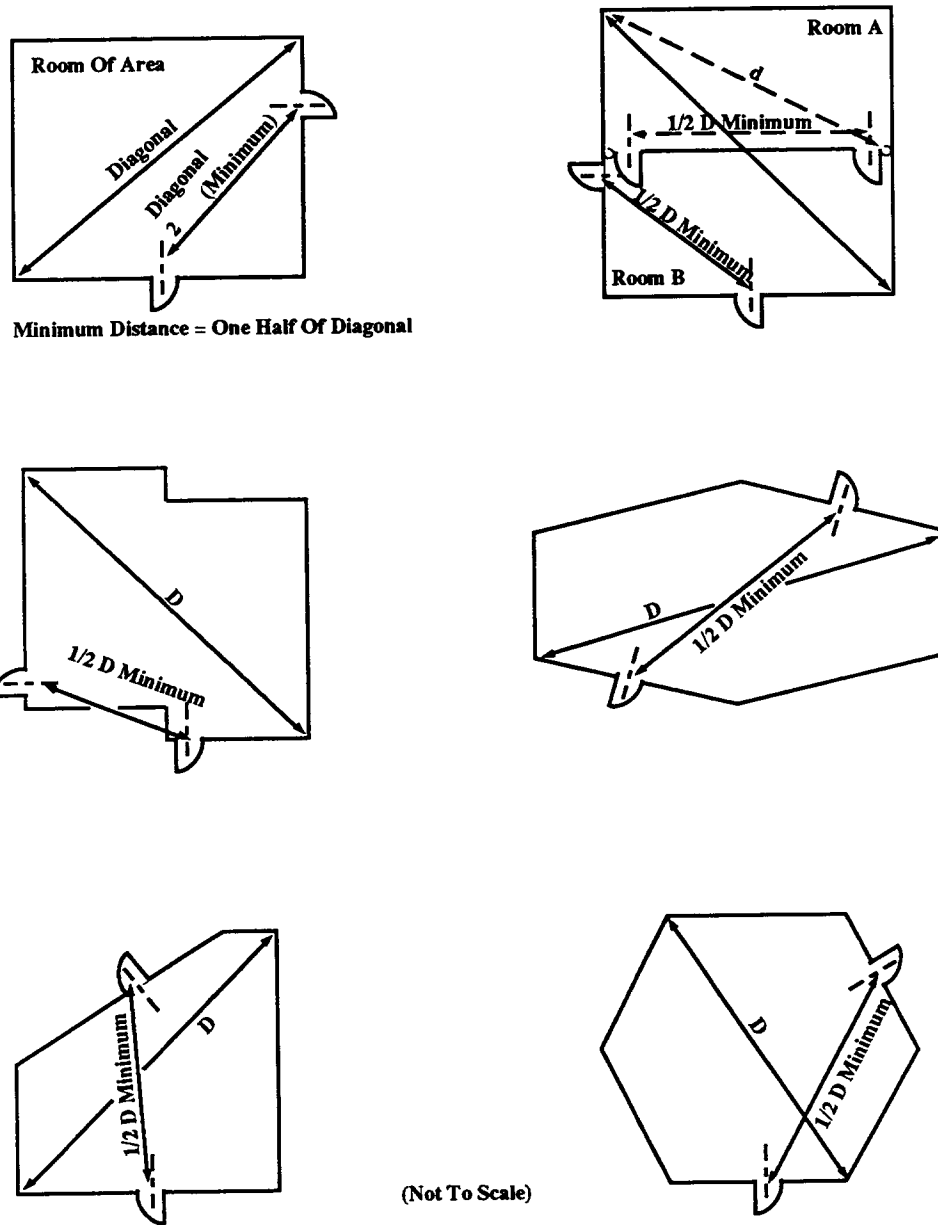 Room Of Area
Diagonal
Diagonal
2
(Minimum)
Minimum Distance = One Half Of Diagonal
Room A
d
1/2 D Minimum
1/2 D Minimum
Room B
D
1/2 D Minimum
D
1/2 D Minimum
D
1/2 D Minimum
D
1/2 D Minimum
(Not To Scale)